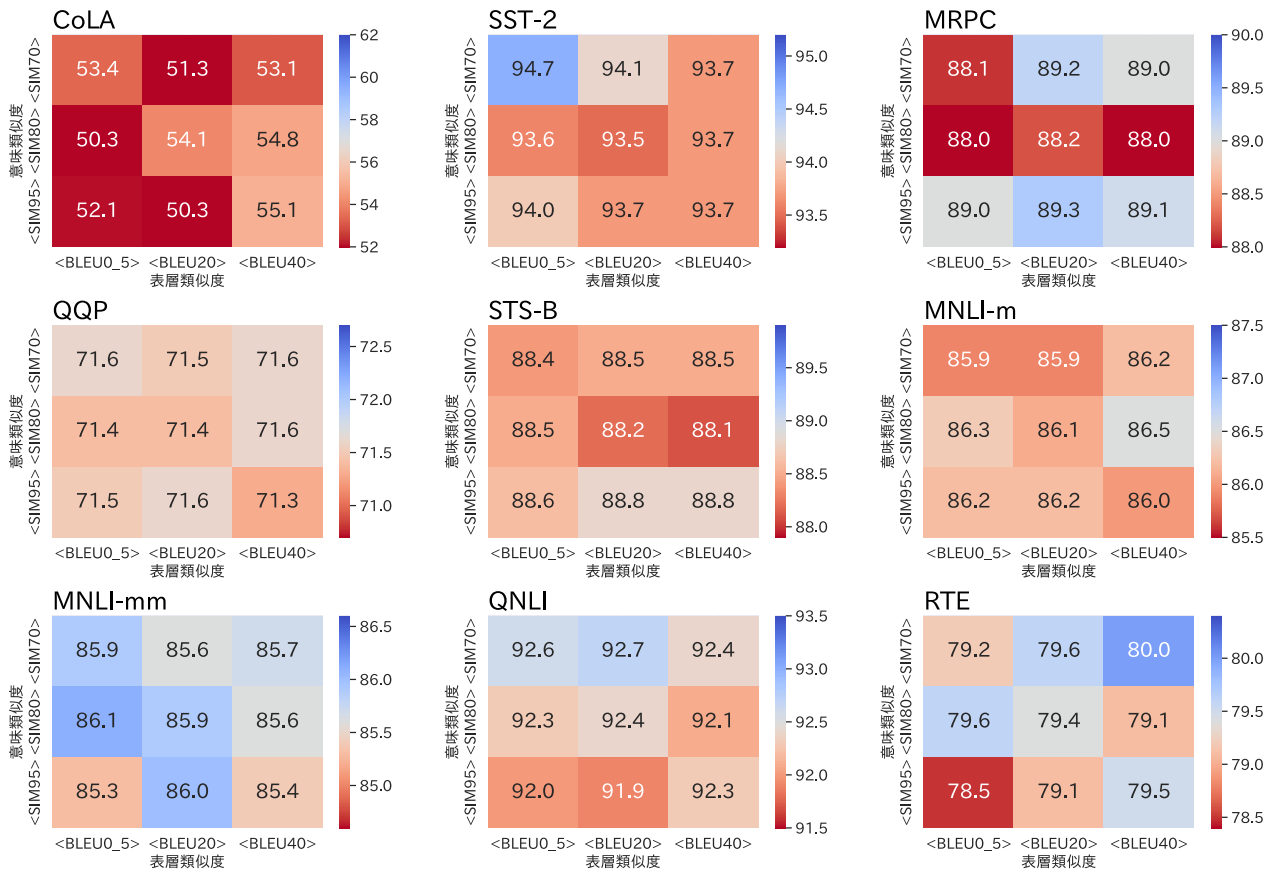 CoLA
53.4 51.3 53.1
50.3 54.1 54.8
52.1 50.3 55.1
62
60
58
56
54
52
<SIM95> <SIM80> <SIM70>
意味類似度
<BLEU0_5> <BLEU20> <BLEU40>
表層類似度
SST-2
94.7 94.1 93.7
93.6 93.5 93.7
94.0 93.7 93.7
95.0
94.5
94.0
93.5
<SIM95> <SIM80> <SIM70>
意味類似度
<BLEU0_5> <BLEU20> <BLEU40>
表層類似度
MRPC
88.1 89.2 89.0
88.0 88.2 88.0
89.0 89.3 89.1
90.0
89.5
89.0
88.5
88.0
<SIM95> <SIM80> <SIM70>
意味類似度
<BLEU0_5> <BLEU20> <BLEU40>
表層類似度
QQP
71.6 71.5 71.6
71.4 71.4 71.6
71.5 71.6 71.3
72.5
72.0
71.5
71.0
<SIM95> <SIM80> <SIM70>
意味類似度
<BLEU0_5> <BLEU20> <BLEU40>
表層類似度
STS-B
88.4 88.5 88.5
88.5 88.2 88.1
88.6 88.8 88.8
89.5
89.0
88.5
88.0
<SIM95> <SIM80> <SIM70>
意味類似度
<BLEU0_5> <BLEU20> <BLEU40>
表層類似度
MNLI-m
85.9 85.9 86.2
86.3 86.1 86.5
86.2 86.2 86.0
87.5
87.0
86.5
86.0
85.5
<SIM95> <SIM80> <SIM70>
意味類似度
<BLEU0_5> <BLEU20> <BLEU40>
表層類似度
MNLI-mm
85.9 85.6 85.7
86.1 85.9 85.6
85.3 86.0 85.4
86.5
86.0
85.5
85.0
<SIM95> <SIM80> <SIM70>
意味類似度
<BLEU0_5> <BLEU20> <BLEU40>
表層類似度
QNLI
92.6 92.7 92.4
92.3 92.4 92.1
92.0 91.9 92.3
93.5
93.0
92.5
92.0
91.5
<SIM95> <SIM80> <SIM70>
意味類似度
<BLEU0_5> <BLEU20> <BLEU40>
表層類似度
RTE
79.2 79.6 80.0
79.6 79.4 79.1
78.5 79.1 79.5
80.0
79.5
79.0
78.5
<SIM95> <SIM80> <SIM70>
意味類似度
<BLEU0_5> <BLEU20> <BLEU40>
表層類似度